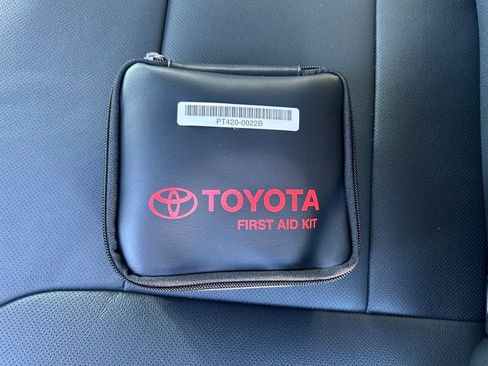 PT420-0022B
TOYOTA
FIRST AID KIT